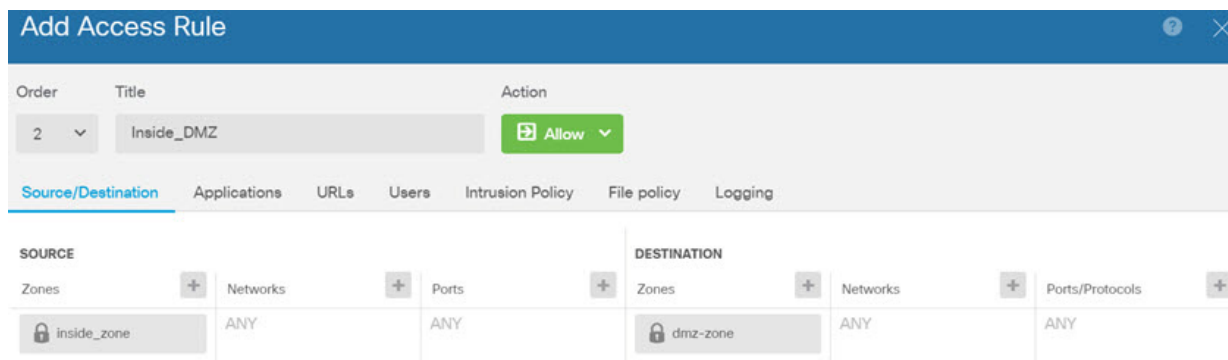 Add Access Rule
Order Title Action
2 Inside_DMZ Allow
Source/Destination Applications URLs Users Intrusion Policy File policy Logging
SOURCE DESTINATION
Zones + Networks + Ports + Zones + Networks + Ports/Protocols +
inside_zone ANY ANY dmz-zone ANY ANY